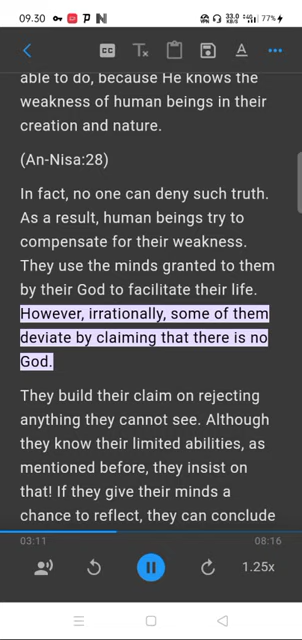 09.30
33.0
KB/S
77%
CC
able to do, because He knows the
weakness of human beings in their
creation and nature.
(An-Nisa:28)
In fact, no one can deny such truth.
As a result, human beings try to
compensate for their weakness.
They use the minds granted to them
by their God to facilitate their life.
However, irrationally, some of them
deviate by claiming that there is no
God.
They build their claim on rejecting
anything they cannot see. Although
they know their limited abilities, as
mentioned before, they insist on
that! If they give their minds a
chance to reflect, they can conclude
03:11
08:16
1.25x